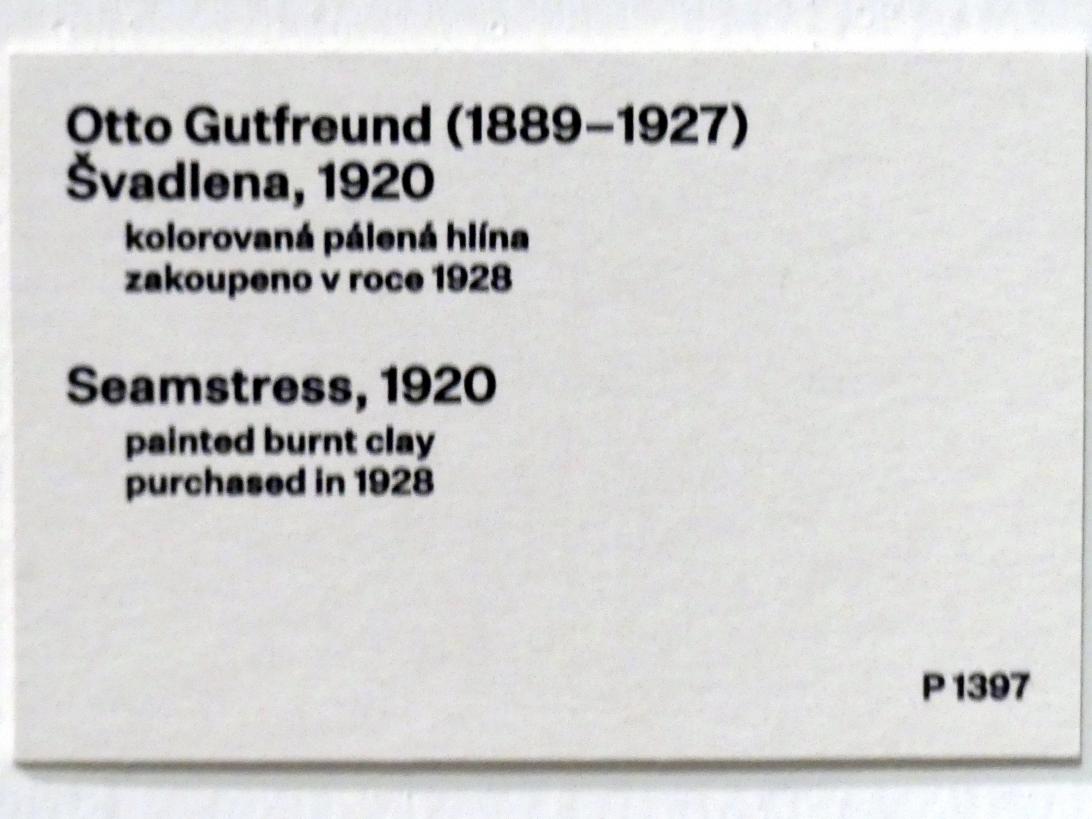 Otto Gutfreund (1889–1927)
Švadlena, 1920
kolorovaná pálená hlína
zakoupeno v roce 1928
Seamstress, 1920
painted burnt clay
purchased in 1928
P 1397